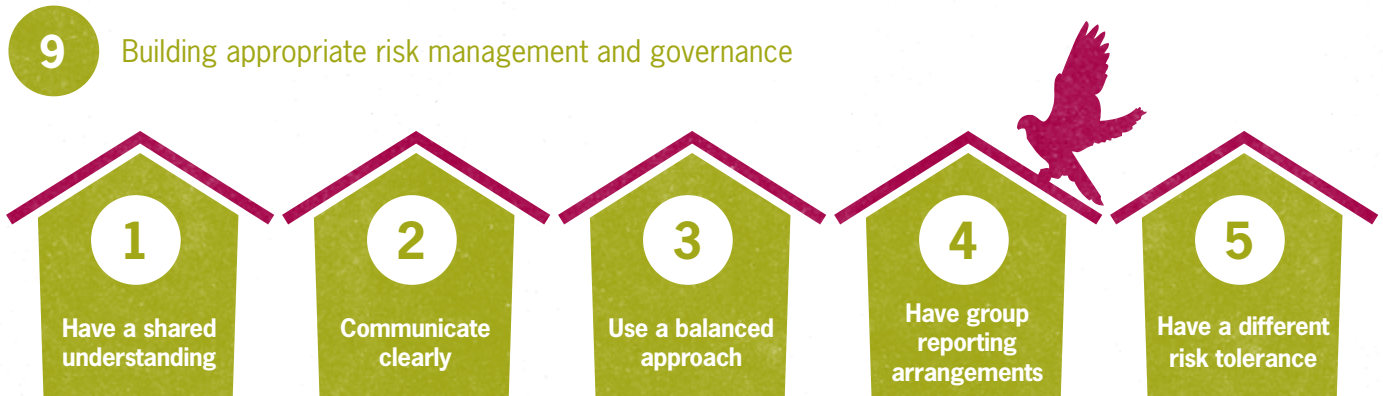 9
Building appropriate risk management and governance
1
Have a shared
understanding
2
Communicate
clearly
3
Use a balanced
approach
4
Have group
reporting
arrangements
5
Have a different
risk tolerance